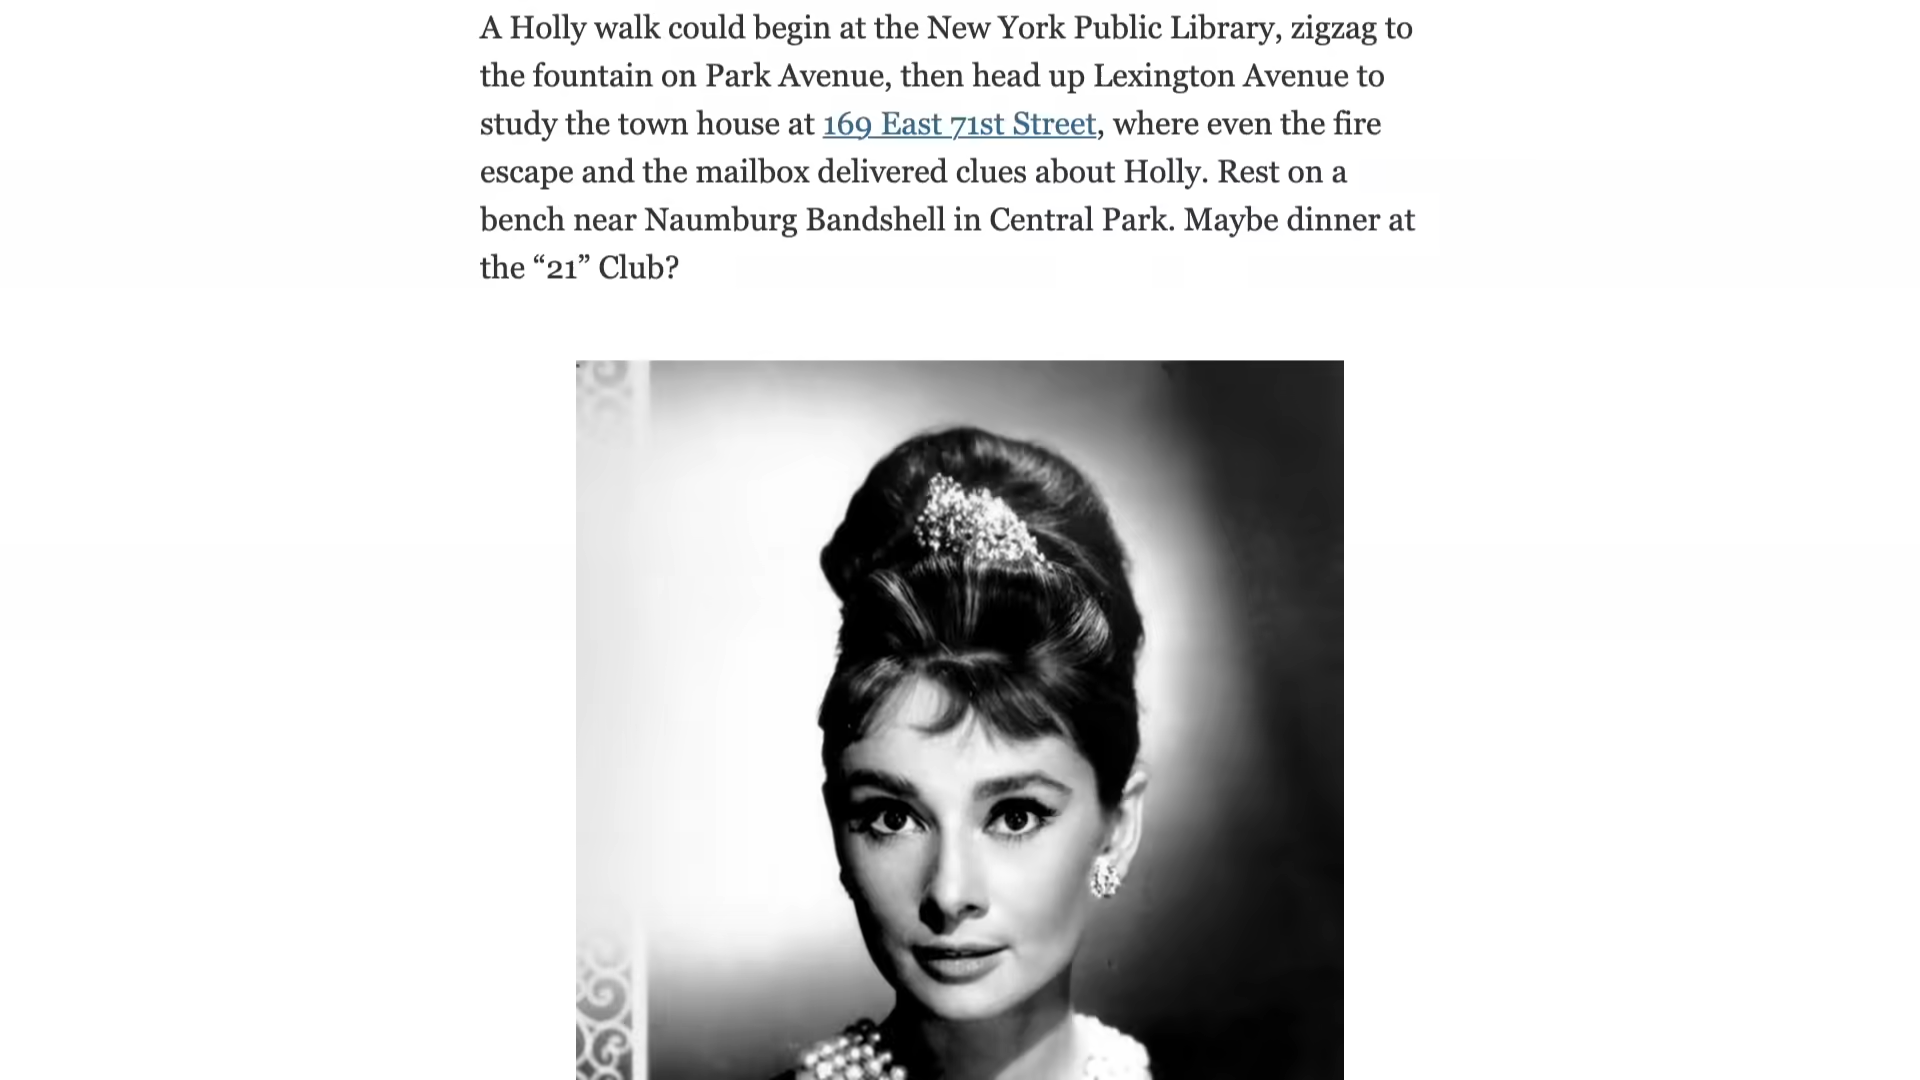 A Holly walk could begin at the New York Public Library, zigzag to
the fountain on Park Avenue, then head up Lexington Avenue to
study the town house at 169 East 71st Street, where even the fire
escape and the mailbox delivered clues about Holly. Rest on a
bench near Naumburg Bandshell in Central Park. Maybe dinner at
the “21” Club?